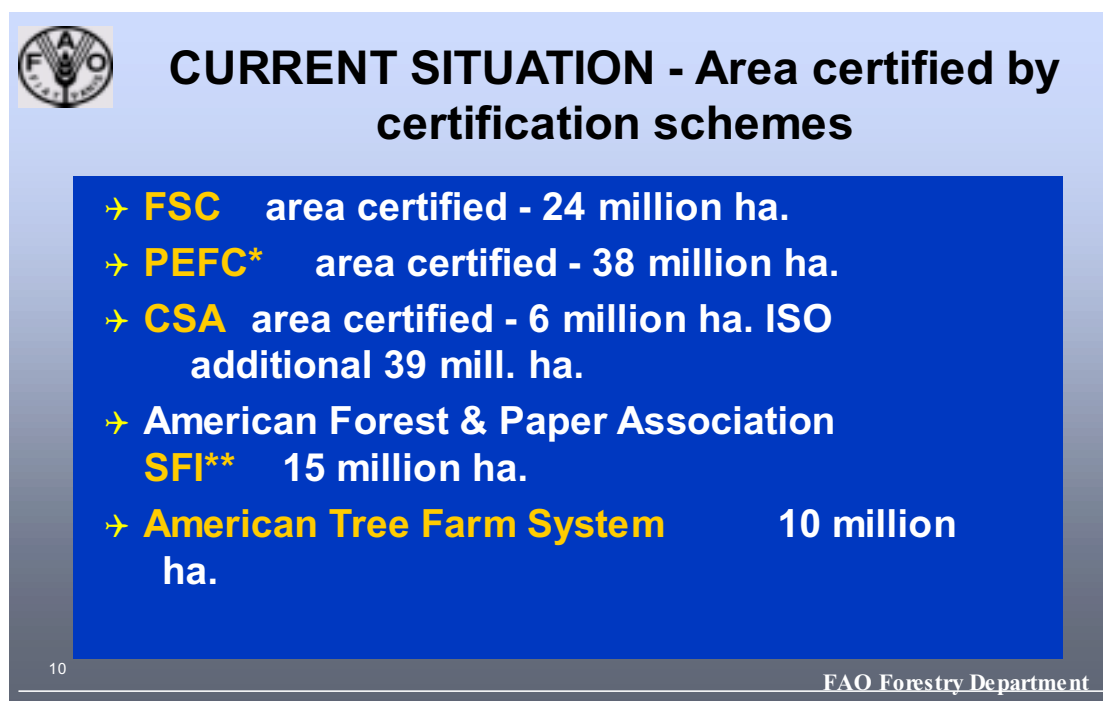 F A O
FIAT PANIS
CURRENT SITUATION - Area certified by
certification schemes
FSC area certified - 24 million ha.
PEFC* area certified - 38 million ha.
CSA area certified - 6 million ha. ISO
additional 39 mill. ha.
American Forest & Paper Association
SFI** 15 million ha.
American Tree Farm System 10 million
ha.
10
FAO Forestry Department